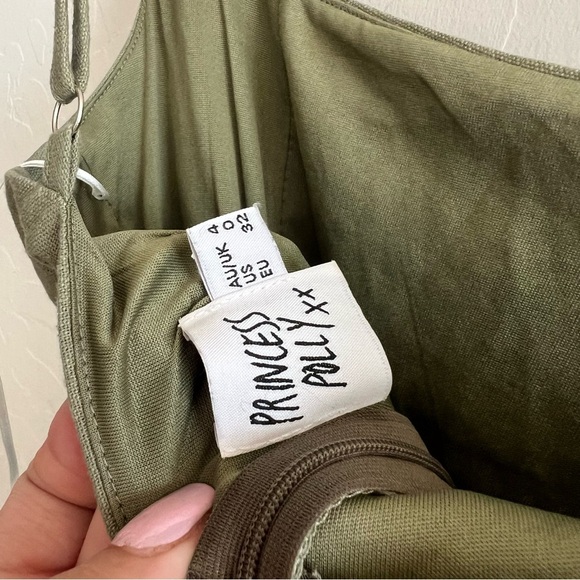 AU/UK 4
US 0
EU 32
PRINCESS
POLLY xx